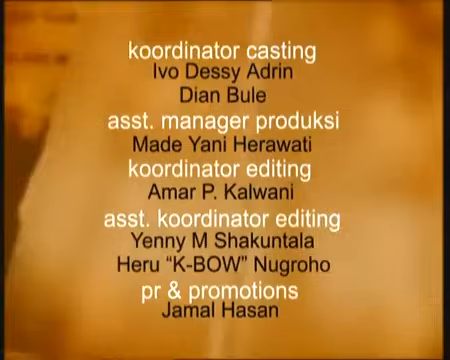 koordinator casting
Ivo Dessy Adrin
Dian Bule
asst. manager produksi
Made Yani Herawati
koordinator editing
Amar P. Kalwani
asst. koordinator editing
Yenny M Shakuntala
Heru “K-BOW” Nugroho
pr & promotions
Jamal Hasan